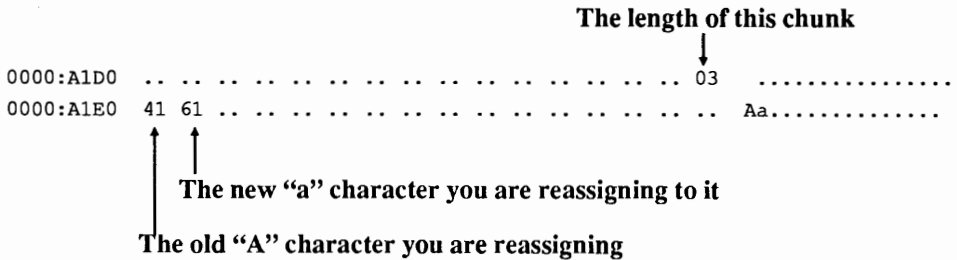 The length of this chunk
0000:A1D0 .. .. .. .. .. .. .. .. .. .. .. .. .. .. .. 03 ................
0000:A1E0 41 61 .. .. .. .. .. .. .. .. .. .. .. .. .. .. Aa..............
The new “a” character you are reassigning to it
The old “A” character you are reassigning